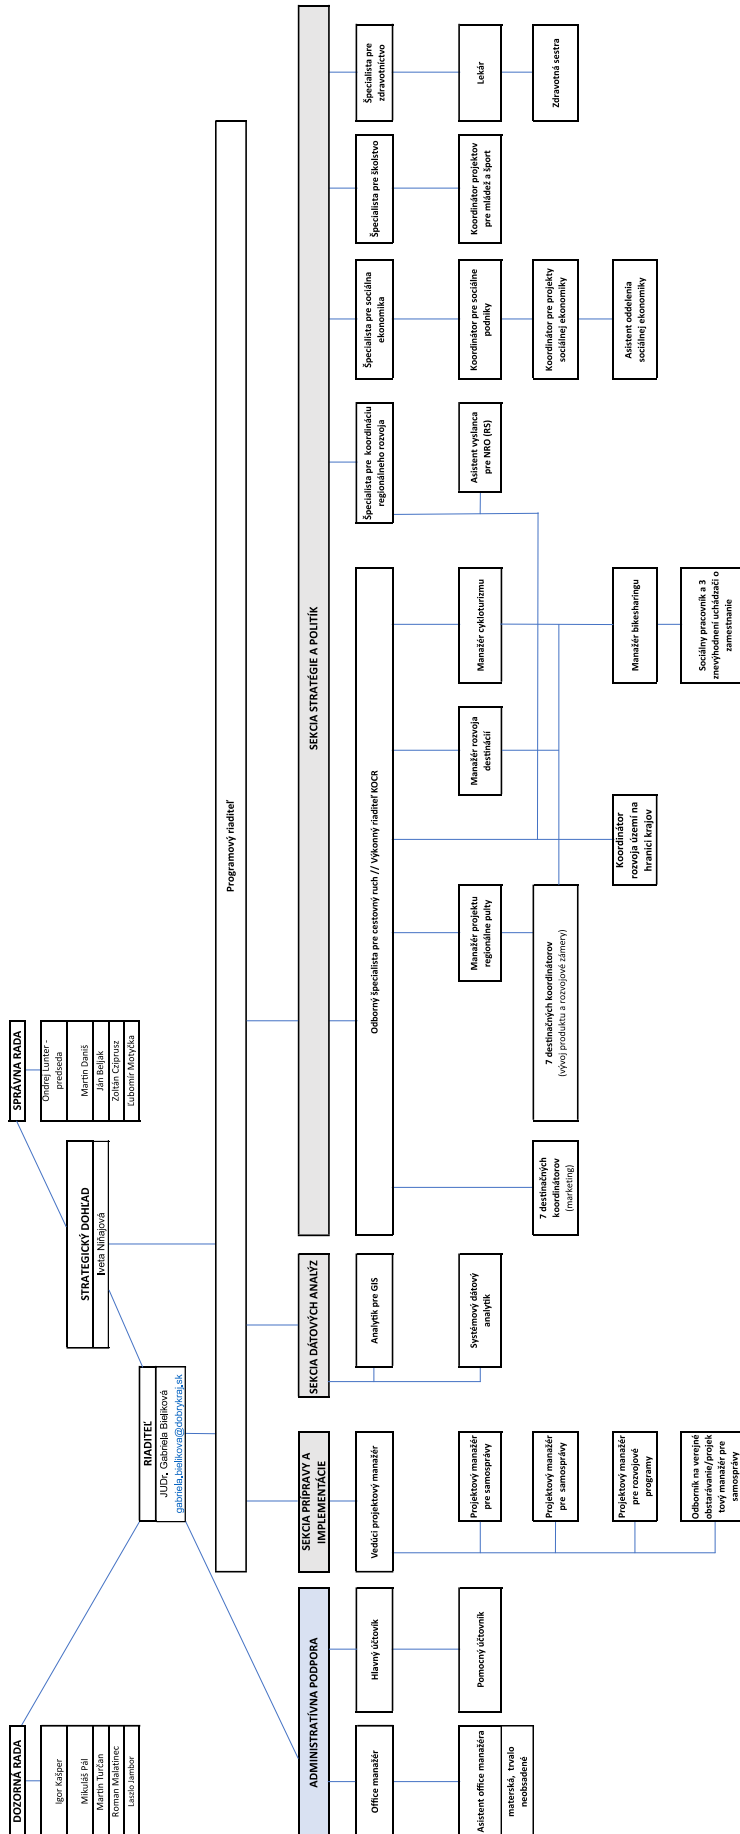 DOZORNÁ RADA
Igor Kašper
Mikuláš Pál
Martin Turčan
Roman Malatinec
Laszlo Jambor
RIADITEĽ
JUDr. Gabriela Bieliková
gabriela.bielikova@dobrykraj.sk
STRATEGICKÝ DOHĽAD
Iveta Niňajová
SPRÁVNA RADA
Ondrej Lunter -
predseda
Martin Daniš
Ján Beljak
Zoltán Cziprusz
Ľubomír Motyčka
Programový riaditeľ
ADMINISTRATÍVNA PODPORA
SEKCIA PRÍPRAVY A
IMPLEMENTÁCIE
SEKCIA DÁTOVÝCH ANALÝZ
SEKCIA STRATÉGIE A POLITÍK
Office manažér
Hlavný účtovík
Vedúci projektový manažér
Analytik pre GIS
Odborný špecialista pre cestovný ruch // Výkonný riaditeľ KOCR
Špecialista pre koordináciu
regionálneho rozvoja
Špecialista pre sociálna
ekonomika
Špecialista pre školstvo
Špecialista pre
zdravotníctvo
Asistent office manažéra
materská, trvalo
neobsadené
Pomocný účtovník
Projektový manažér
pre samosprávy
Systémový dátový
analytik
Manažér projektu
regionálne pulty
Manažér rozvoja
destinácií
Manažér cykloturizmu
Asistent vyslanca
pre NRO (RS)
Koordinátor pre sociálne
podniky
Koordinátor projektov
pre mládež a šport
Lekár
Projektový manažér
pre samosprávy
7 destinačných
koordinátorov
(marketing)
7 destinačných koordinátorov
(vývoj produktu a rozvojové zámery)
Koordinátor pre projekty
sociálnej ekonomiky
Zdravotná sestra
Projektový manažér
pre rozvojové
programy
Koordinátor
rozvoja území na
hranici krajov
Manažér bikesharingu
Asistent oddelenia
sociálnej ekonomiky
Odborník na verejné
obstarávanie/projek
tový manažér pre
samosprávy
Sociálny pracovník a 3
znevýhodnení uchádzači o
zamestnanie